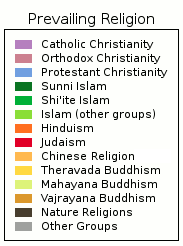 Prevailing Religion
Catholic Christianity
Orthodox Christianity
Protestant Christianity
Sunni Islam
Shi'ite Islam
Islam (other groups)
Hinduism
Judaism
Chinese Religion
Theravada Buddhism
Mahayana Buddhism
Vajrayana Buddhism
Nature Religions
Other Groups